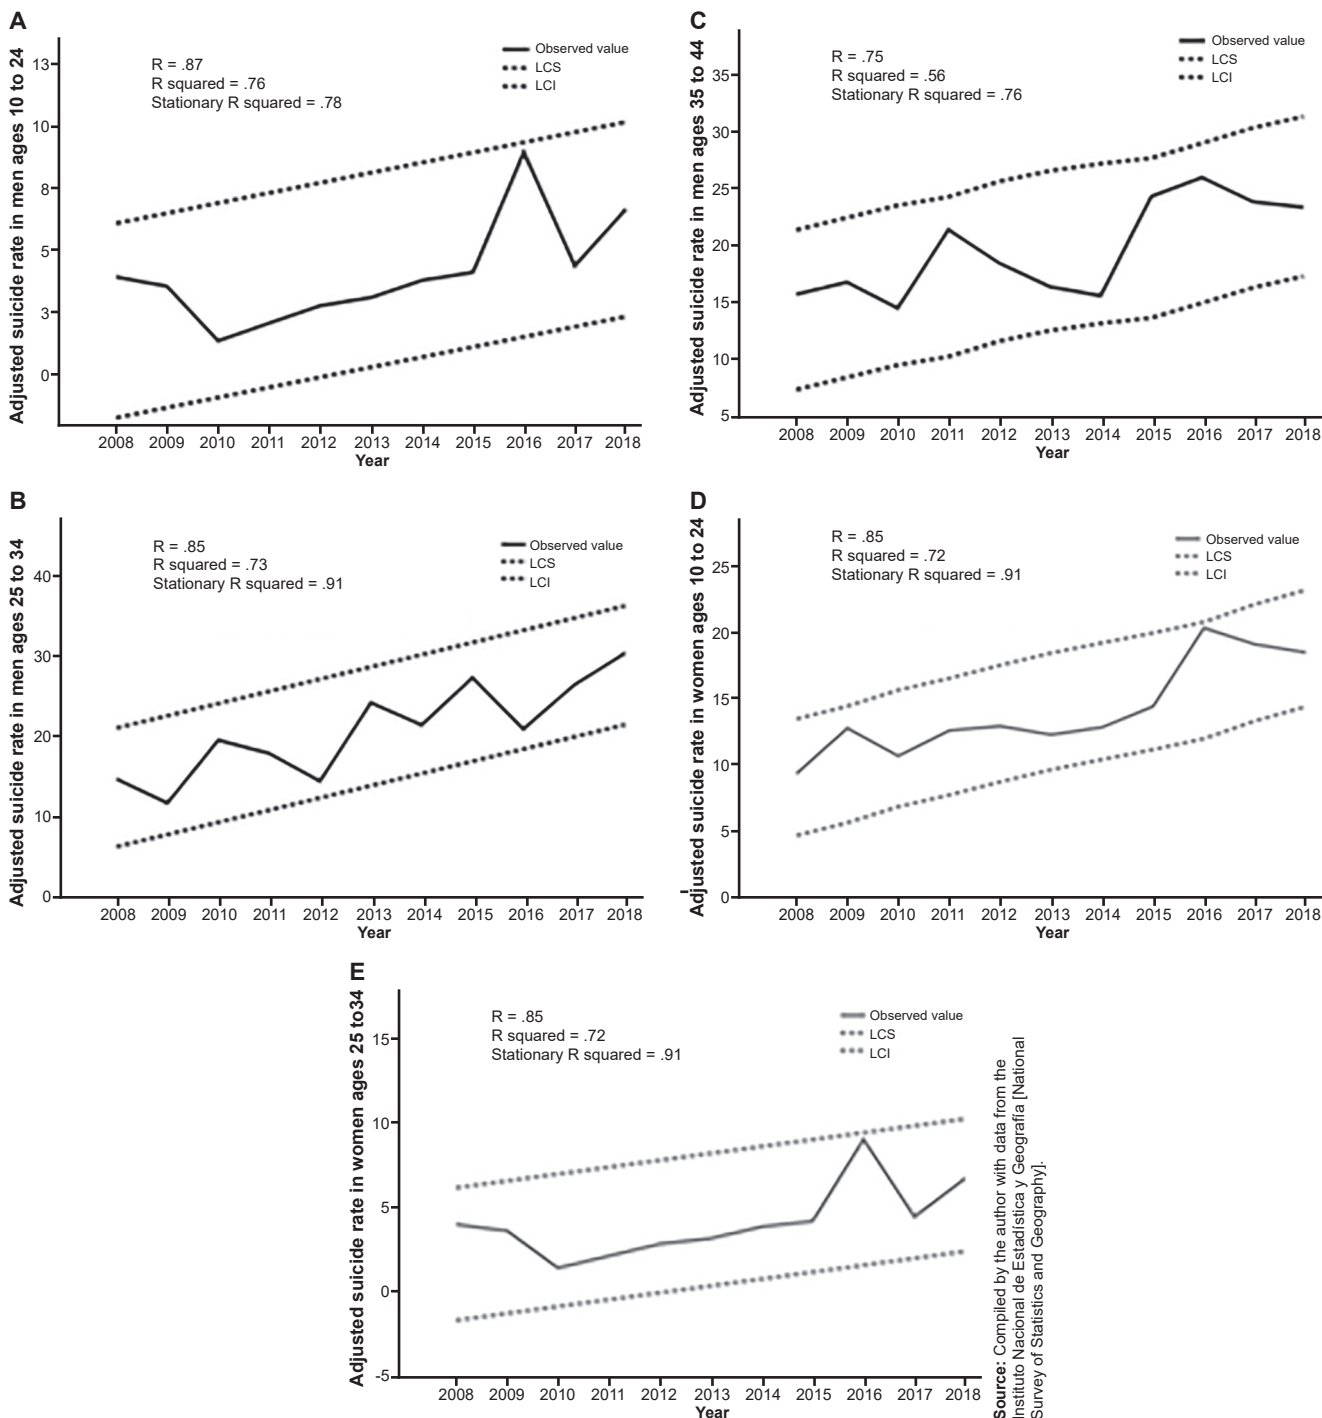 A
Adjusted suicide rate in men ages 10 to 24
R = .87
R squared = .76
Stationary R squared = .78
Observed value
LCS
LCI
13
10
8
5
3
0
2008 2009 2010 2011 2012 2013 2014 2015 2016 2017 2018
Year
C
Adjusted suicide rate in men ages 35 to 44
R = .75
R squared = .56
Stationary R squared = .76
Observed value
LCS
LCI
35
30
25
20
15
10
5
2008 2009 2010 2011 2012 2013 2014 2015 2016 2017 2018
Year
B
Adjusted suicide rate in men ages 25 to 34
R = .85
R squared = .73
Stationary R squared = .91
Observed value
LCS
LCI
40
30
20
10
0
2008 2009 2010 2011 2012 2013 2014 2015 2016 2017 2018
Year
D
Adjusted suicide rate in women ages 10 to 24
R = .85
R squared = .72
Stationary R squared = .91
Observed value
LCS
LCI
25
20
15
10
5
0
2008 2009 2010 2011 2012 2013 2014 2015 2016 2017 2018
Year
E
Adjusted suicide rate in women ages 25 to34
R = .85
R squared = .72
Stationary R squared = .91
Observed value
LCS
LCI
15
10
5
0
-5
2008 2009 2010 2011 2012 2013 2014 2015 2016 2017 2018
Year
Source: Compiled by the author with data from the
Instituto Nacional de Estadística y Geografía [National
Survey of Statistics and Geography].